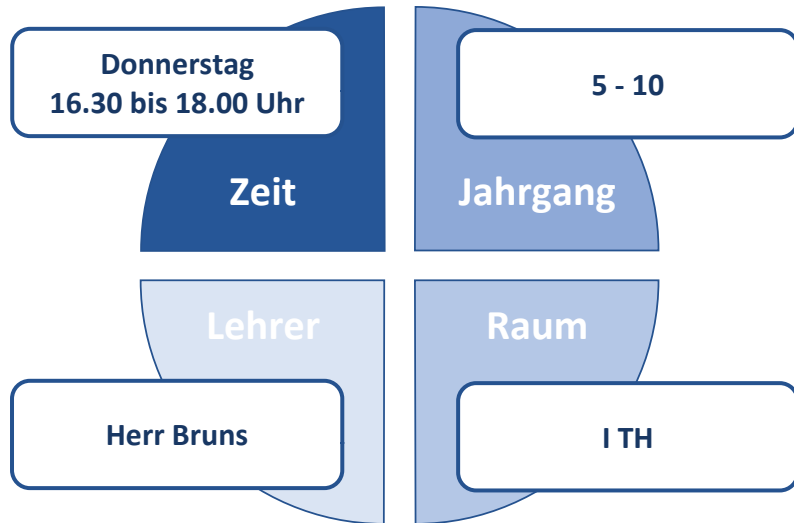 Donnerstag
16.30 bis 18.00 Uhr
Zeit
5 - 10
Jahrgang
Lehrer
Herr Bruns
Raum
I TH